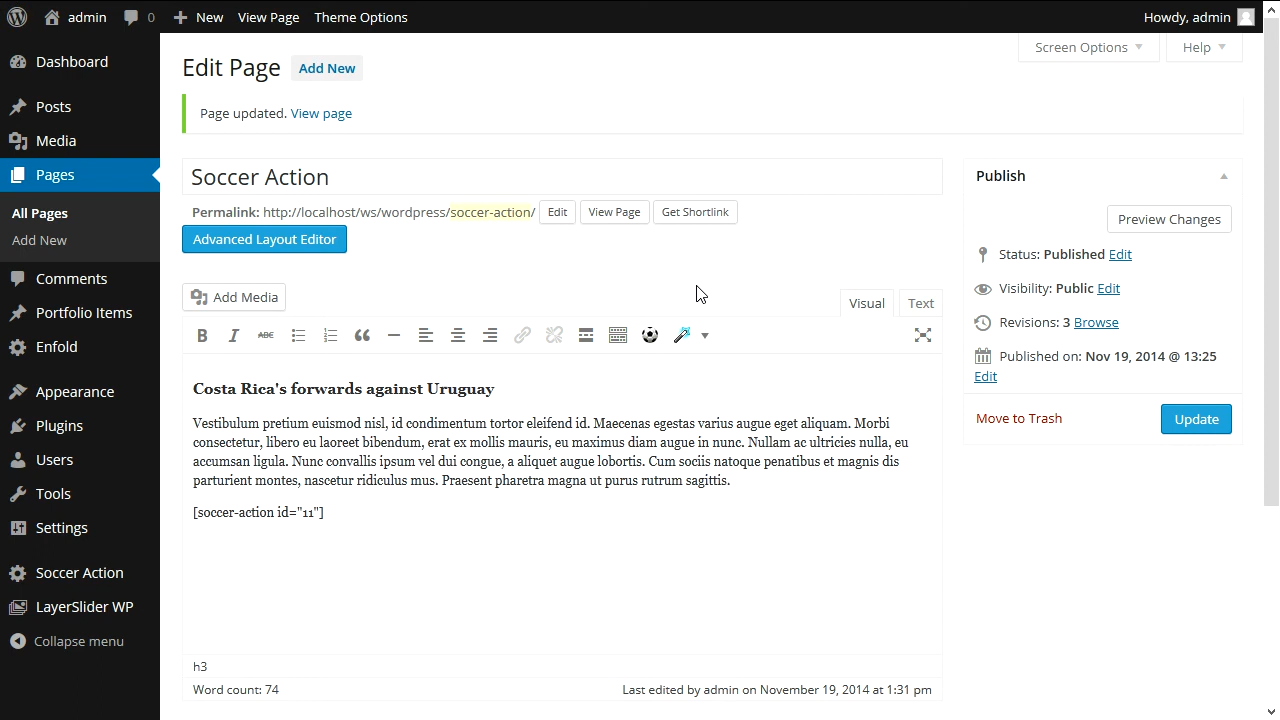 admin 0 New View Page Theme Options Howdy, admin
Dashboard
Posts
Media
Pages
All Pages
Add New
Comments
Portfolio Items
Enfold
Appearance
Plugins
Users
Tools
Settings
Soccer Action
LayerSlider WP
Collapse menu
Screen Options Help
Edit Page Add New
Page updated. View page
Soccer Action
Permalink: http://localhost/ws/wordpress/soccer-action/ Edit View Page Get Shortlink
Advanced Layout Editor
Add Media
Visual Text
B I ABC
Costa Rica's forwards against Uruguay
Vestibulum pretium euismod nisl, id condimentum tortor eleifend id. Maecenas egestas varius augue eget aliquam. Morbi
consectetur, libero eu laoreet bibendum, erat ex mollis mauris, eu maximus diam augue in nunc. Nullam ac ultricies nulla, eu
accumsan ligula. Nunc convallis ipsum vel dui congue, a aliquet augue lobortis. Cum sociis natoque penatibus et magnis dis
parturient montes, nascetur ridiculus mus. Praesent pharetra magna ut purus rutrum sagittis.
[soccer-action id="11"]
h3
Word count: 74 Last edited by admin on November 19, 2014 at 1:31 pm
Publish
Preview Changes
Status: Published Edit
Visibility: Public Edit
Revisions: 3 Browse
Published on: Nov 19, 2014 @ 13:25
Edit
Move to Trash Update